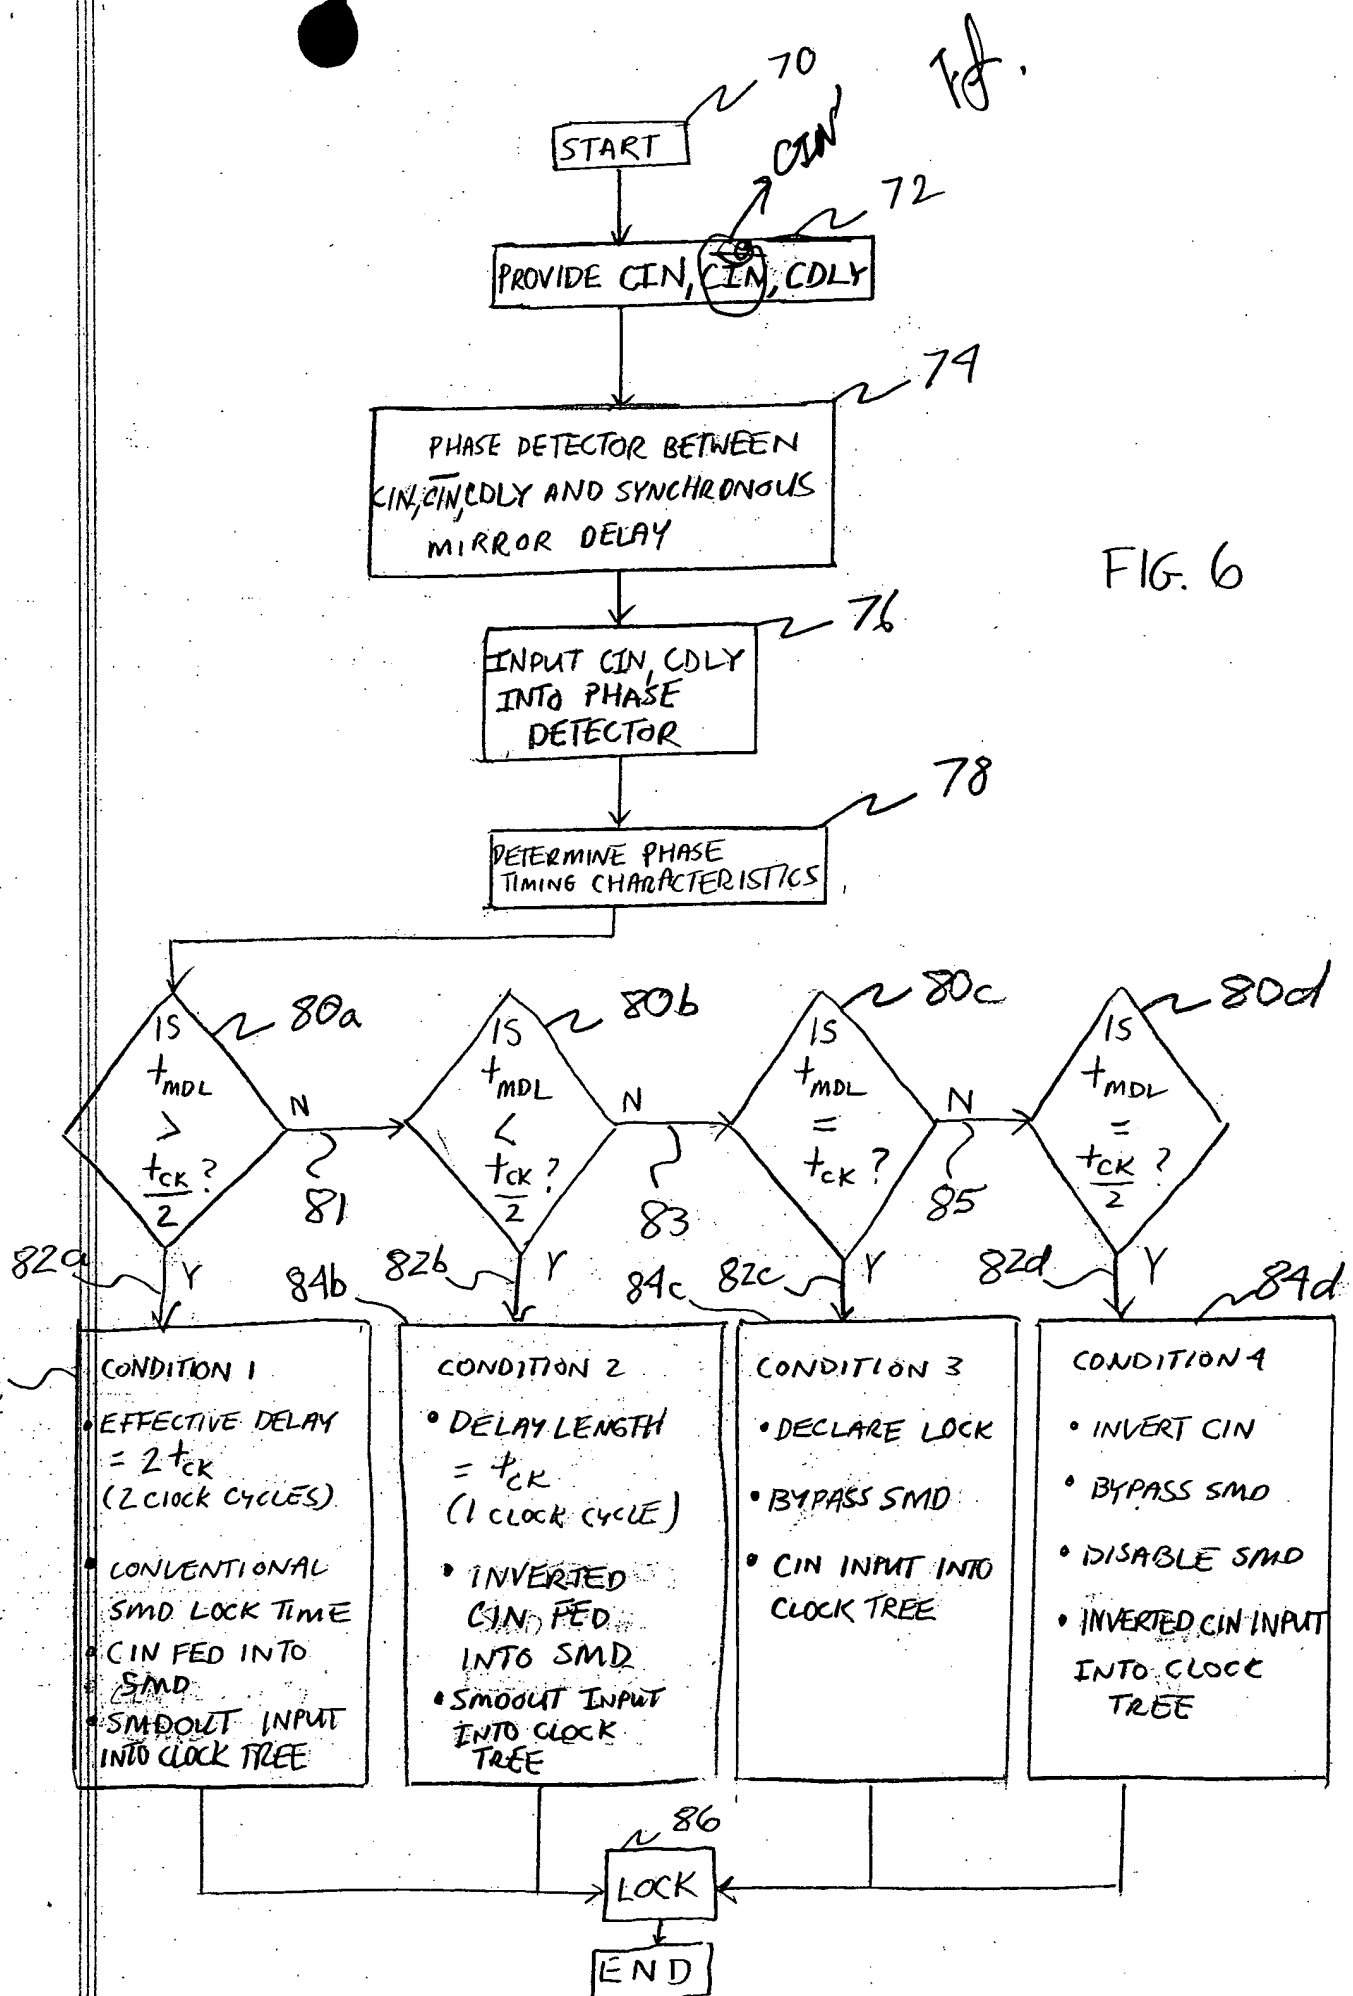 70
START
CIN'
72
PROVIDE CIN, C̅I̅N̅, CDLY
74
PHASE DETECTOR BETWEEN
CIN, C̅I̅N̅, CDLY AND SYNCHRONOUS
MIRROR DELAY
FIG. 6
76
INPUT CIN, CDLY
INTO PHASE
DETECTOR
78
DETERMINE PHASE
TIMING CHARACTERISTICS
80a
IS
tMDL
>
tCK ?
2
N
81
80b
IS
tMDL
<
tCK ?
2
N
83
80c
IS
tMDL
=
tCK ?
N
85
80d
IS
tMDL
=
tCK ?
2
82a
Y
84b
82b
Y
84c
82c
Y
82d
Y
84d
CONDITION 1
• EFFECTIVE DELAY
= 2 tCK
(2 CLOCK CYCLES)
• CONVENTIONAL
SMD LOCK TIME
• CIN FED INTO
SMD
• SMDOUT INPUT
INTO CLOCK TREE
CONDITION 2
• DELAY LENGTH
= tCK
(1 CLOCK CYCLE)
• INVERTED
CIN FED
INTO SMD
• SMDOUT INPUT
INTO CLOCK
TREE
CONDITION 3
• DECLARE LOCK
• BYPASS SMD
• CIN INPUT INTO
CLOCK TREE
CONDITION 4
• INVERT CIN
• BYPASS SMD
• DISABLE SMD
• INVERTED CIN INPUT
INTO CLOCK
TREE
86
LOCK
END